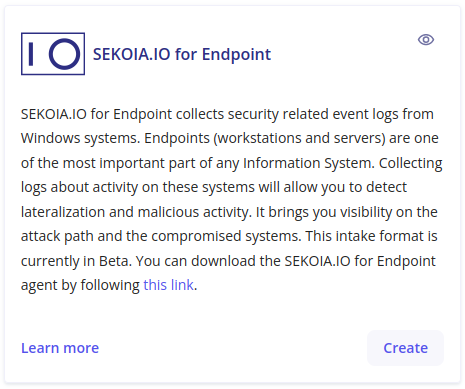 IO SEKOIA.IO for Endpoint
SEKOIA.IO for Endpoint collects security related event logs from
Windows systems. Endpoints (workstations and servers) are one
of the most important part of any Information System. Collecting
logs about activity on these systems will allow you to detect
lateralization and malicious activity. It brings you visibility on the
attack path and the compromised systems. This intake format is
currently in Beta. You can download the SEKOIA.IO for Endpoint
agent by following this link.
Learn more
Create